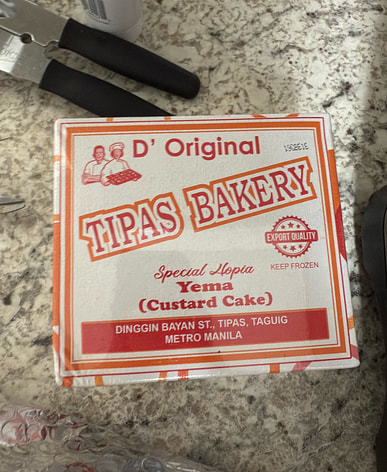 D' Original
TIPAS BAKERY
EXPORT QUALITY
KEEP FROZEN
Special Hopia
Yema
(Custard Cake)
DINGGIN BAYAN ST., TIPAS, TAGUIG
METRO MANILA